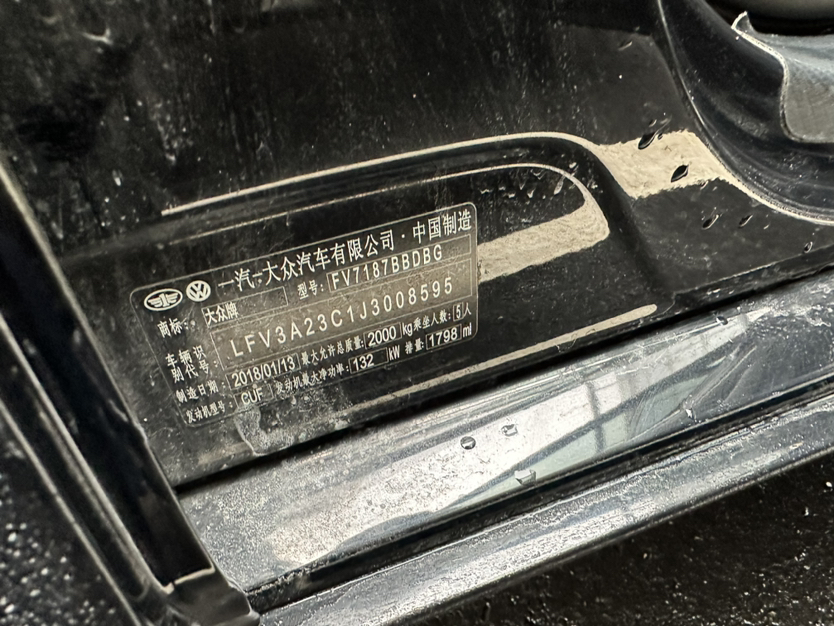 一汽-大众汽车有限公司·中国制造
商标: 大众牌 型号: FV7187BBDBG
车辆识别代号: LFV3A23C1J3008595
制造日期: 2018/01/13 最大允许总质量: 2000 kg 乘坐人数: 5人
发动机型号: CUF 发动机最大净功率: 132 kW 排量: 1798 ml